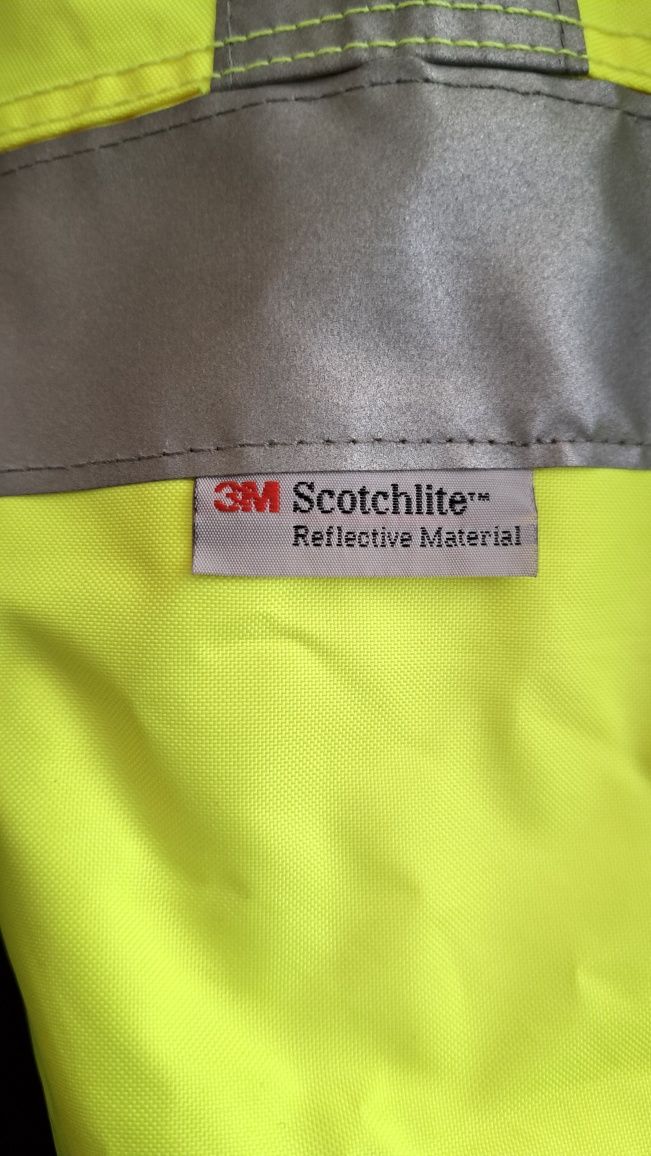 3M Scotchlite™
Reflective Material